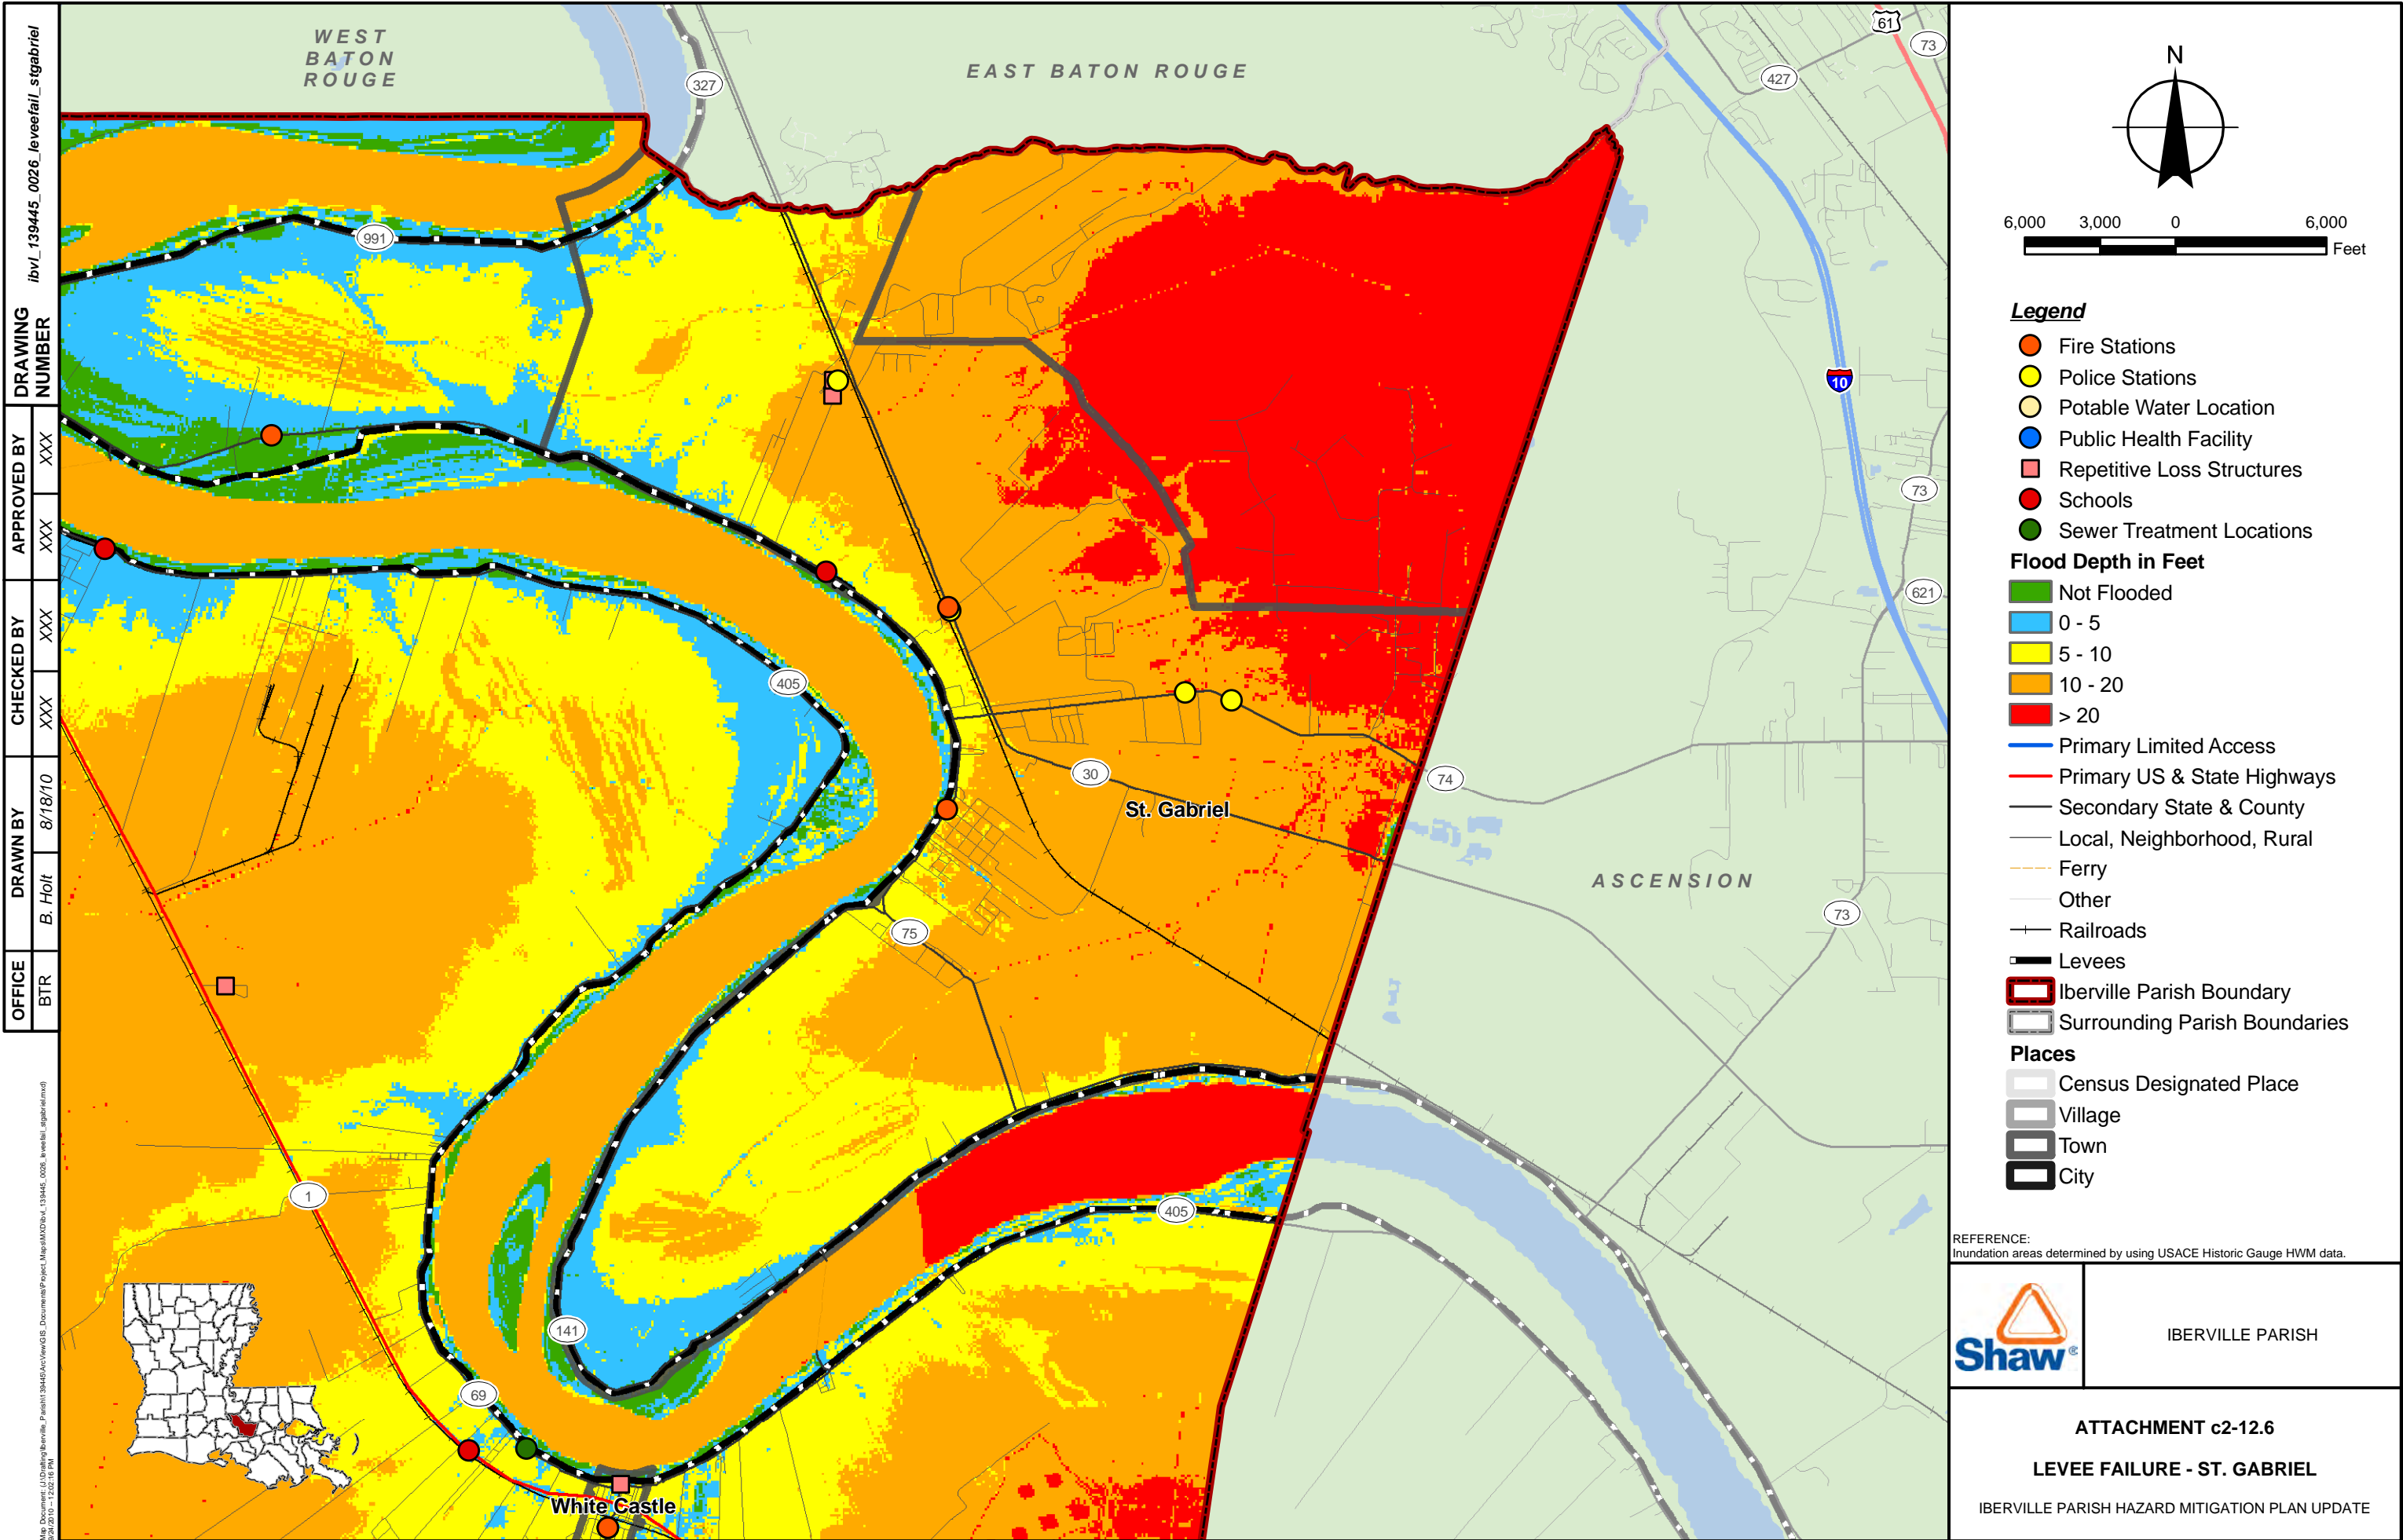 DRAWING NUMBER
ibvl_139445_0026_leveefail_stgabriel
APPROVED BY
XXX
XXX
CHECKED BY
XXX
XXX
DRAWN BY
8/18/10
B. Holt
OFFICE
BTR
WEST
BATON
ROUGE
EAST BATON ROUGE
ASCENSION
327
61
73
427
991
10
73
621
405
30
74
St. Gabriel
75
73
1
405
141
69
White Castle
N
6,000
3,000
0
6,000
Feet
Legend
Fire Stations
Police Stations
Potable Water Location
Public Health Facility
Repetitive Loss Structures
Schools
Sewer Treatment Locations
Flood Depth in Feet
Not Flooded
0 - 5
5 - 10
10 - 20
> 20
Primary Limited Access
Primary US & State Highways
Secondary State & County
Local, Neighborhood, Rural
Ferry
Other
Railroads
Levees
Iberville Parish Boundary
Surrounding Parish Boundaries
Places
Census Designated Place
Village
Town
City
REFERENCE:
Inundation areas determined by using USACE Historic Gauge HWM data.
Shaw®
IBERVILLE PARISH
ATTACHMENT c2-12.6
LEVEE FAILURE - ST. GABRIEL
IBERVILLE PARISH HAZARD MITIGATION PLAN UPDATE